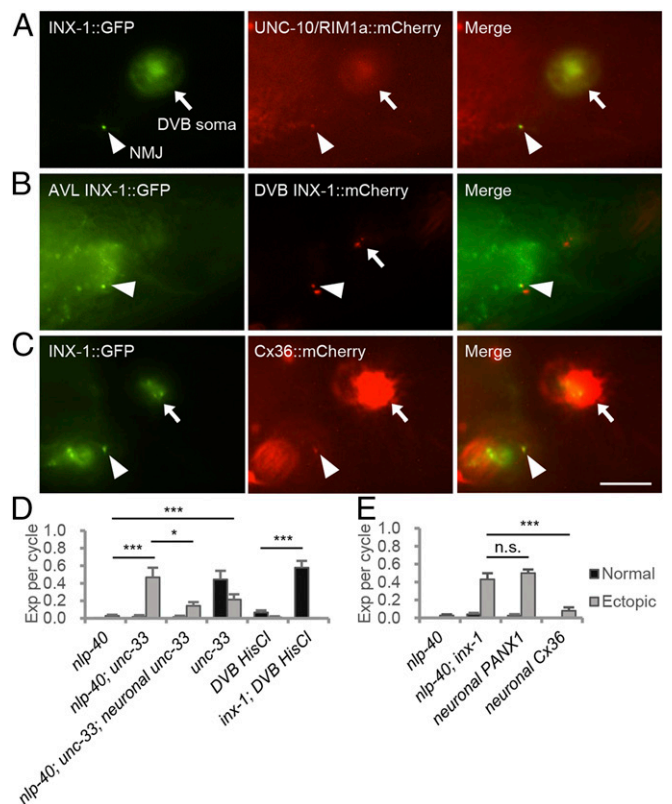 A
INX-1::GFP
UNC-10/RIM1a::mCherry
Merge
DVB soma
NMJ
B
AVL INX-1::GFP
DVB INX-1::mCherry
Merge
C
INX-1::GFP
Cx36::mCherry
Merge
D
Exp per cycle
1.0
0.8
0.6
0.4
0.2
0.0
***
***
*
***
nlp-40
nlp-40; unc-33
nlp-40; unc-33; neuronal unc-33
unc-33
DVB HisCl
inx-1; DVB HisCl
E
Exp per cycle
1.0
0.8
0.6
0.4
0.2
0.0
***
n.s.
Normal
Ectopic
nlp-40
nlp-40; inx-1
neuronal PANX1
neuronal Cx36